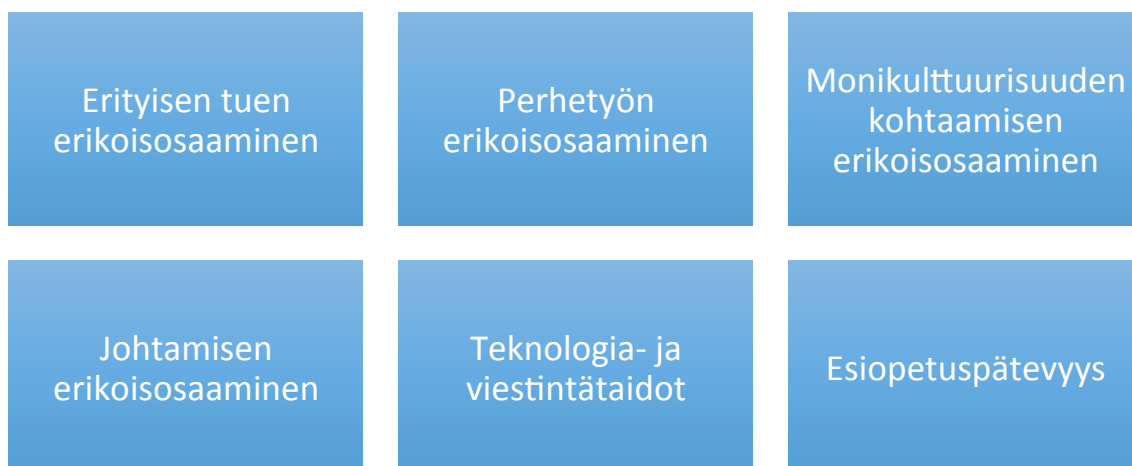 Erityisen tuen
erikoisosaaminen
Perhetyön
erikoisosaaminen
Monikulttuurisuuden
kohtaamisen
erikoisosaaminen
Johtamisen
erikoisosaaminen
Teknologia- ja
viestintätaidot
Esiopetuspätevyys